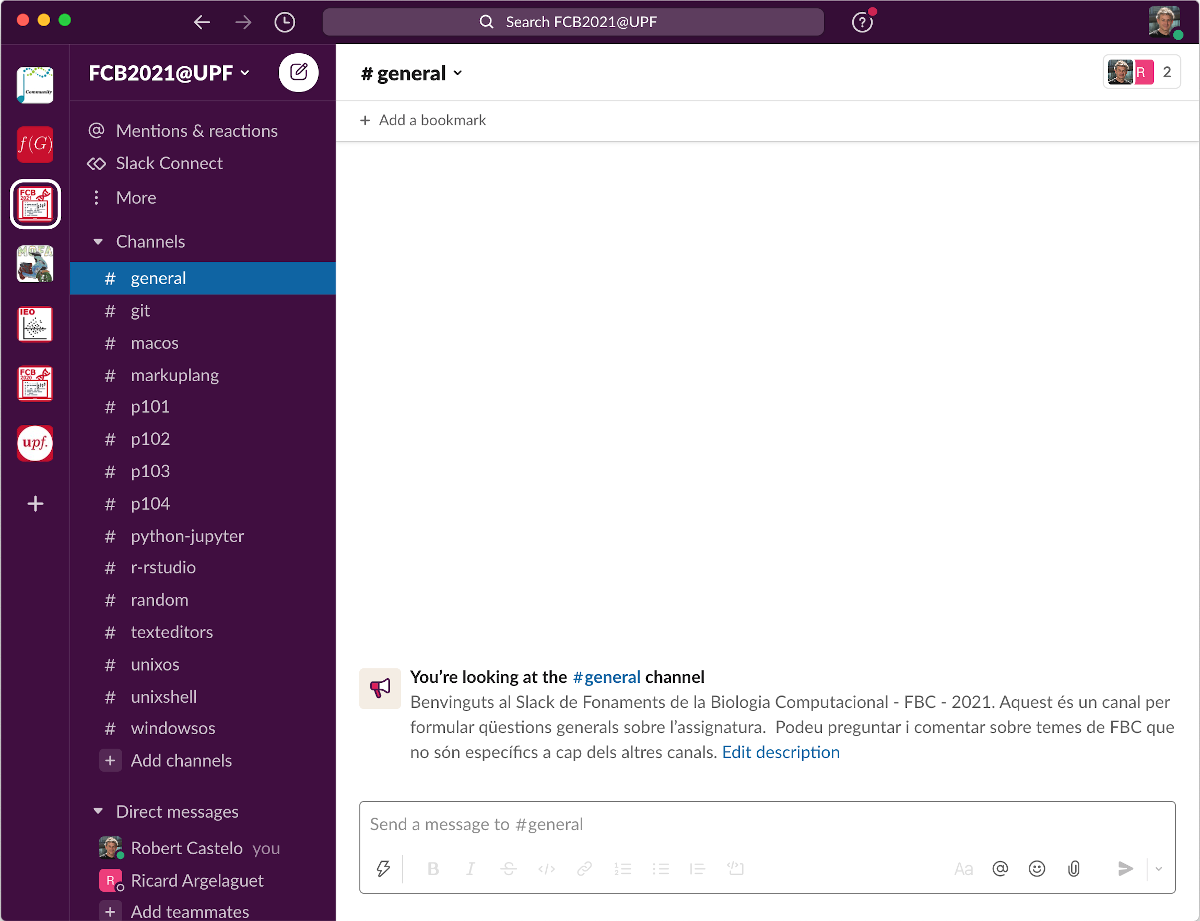 Search FCB2021@UPF
Community
f(G)
FCB
2021
IEO
FCB
2020
upf.
FCB2021@UPF
Mentions & reactions
Slack Connect
More
Channels
# general
# git
# macos
# markuplang
# p101
# p102
# p103
# p104
# python-jupyter
# r-rstudio
# random
# texteditors
# unixos
# unixshell
# windowsos
+ Add channels
Direct messages
Robert Castelo you
R Ricard Argelaguet
+ Add teammates
# general
R 2
+ Add a bookmark
You’re looking at the #general channel
Benvinguts al Slack de Fonaments de la Biologia Computacional - FBC - 2021. Aquest és un canal per
formular qüestions generals sobre l’assignatura. Podeu preguntar i comentar sobre temes de FBC que
no són específics a cap dels altres canals. Edit description
Send a message to #general
B I S Aa @